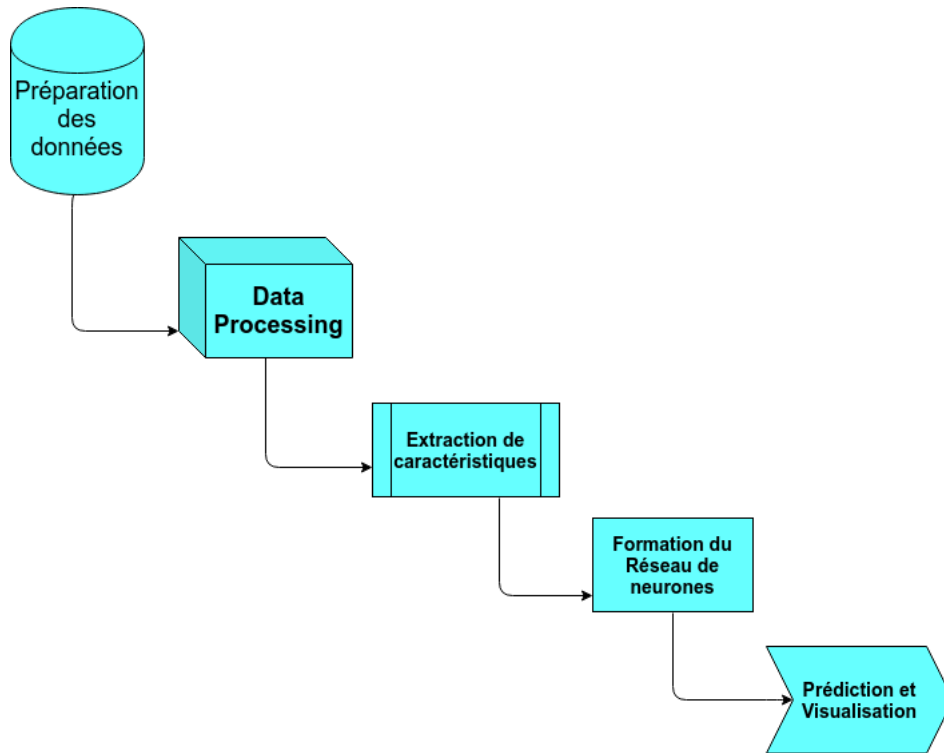 Préparation
des
données
Data
Processing
Extraction de
caractéristiques
Formation du
Réseau de
neurones
Prédiction et
Visualisation